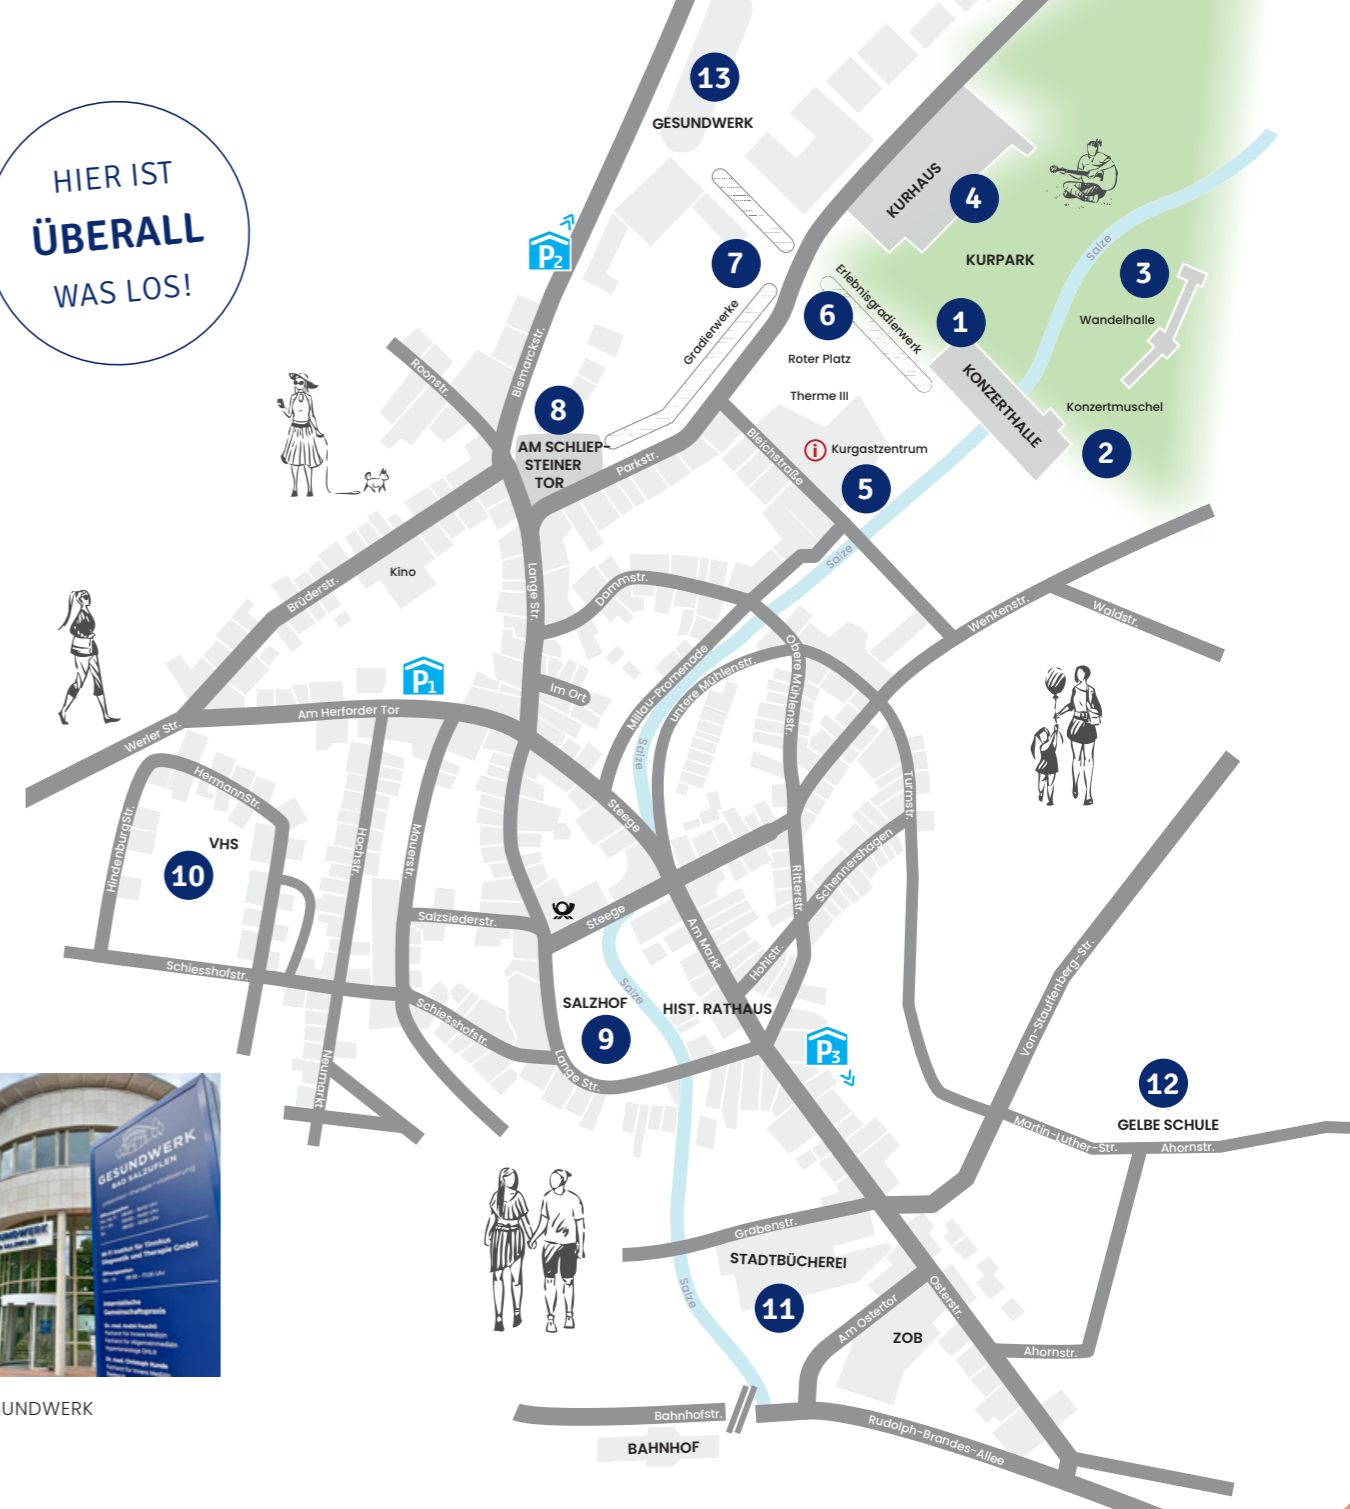 HIER IST
ÜBERALL
WAS LOS!
13
GESUNDWERK
KURHAUS
4
P2
7
KURPARK
Salze
3
Erlebnisgradierwerk
6
1
Wandelhalle
Gradierwerke
Roter Platz
Bismarckstr.
Roonstr.
Therme III
KONZERTHALLE
8
Konzertmuschel
AM SCHLIEP-
STEINER
TOR
Parkstr.
Bleichstraße
i Kurgastzentrum
2
5
Salze
Kino
Brüderstr.
Lange Str.
Dammstr.
Wenkenstr.
Waldstr.
P1
Im Ort
Millau-Promenade
untere Mühlenstr.
Obere Mühlenstr.
Am Herforder Tor
Werler Str.
Salze
HermannStr.
Turmstr.
HindenburgStr.
VHS
10
Hochstr.
Mauerstr.
Steege
Ritterstr.
Schennershagen
Salzsiederstr.
Steege
Am Markt
Hohlstr.
Schiesshofstr.
Salze
SALZHOF
9
HIST. RATHAUS
Schiesshofstr.
Von-Stauffenberg-Str.
P3
Neumarkt
Lange Str.
12
GELBE SCHULE
Martin-Luther-Str.
Ahornstr.
GESUNDWERK
BAD SALZUFLEN
Grabenstr.
STADTBÜCHEREI
11
Salze
Am Ostertor
Osterstr.
ZOB
Ahornstr.
Bahnhofstr.
BAHNHOF
Rudolph-Brandes-Allee
SUNDWERK